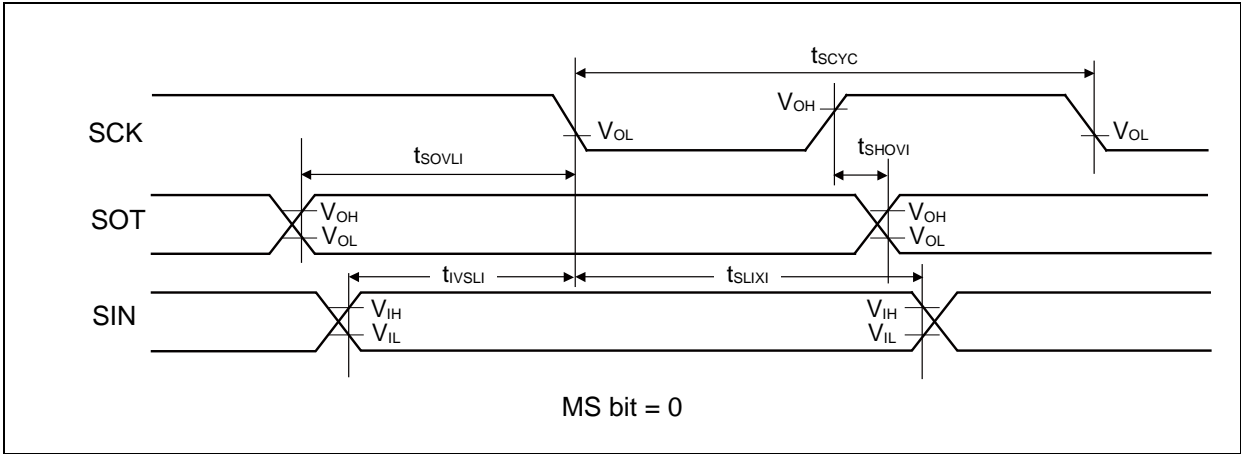 tSCYC
VOH
SCK
VOL
VOL
tSOVLI
tSHOVI
SOT
VOH
VOL
VOH
VOL
tIVSLI
tSLIXI
SIN
VIH
VIL
VIH
VIL
MS bit = 0